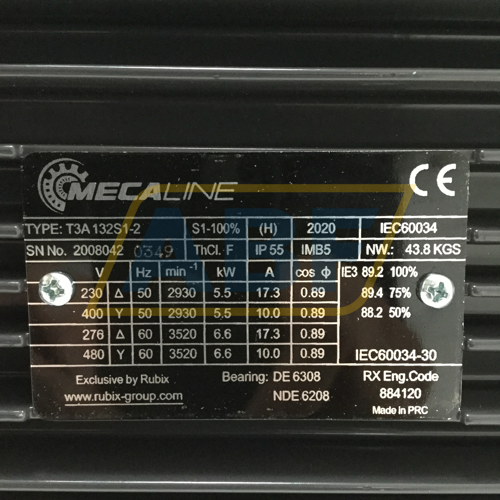 MECALINE CE
TYPE: T3A 132S1-2 S1-100% (H) 2020 IEC60034
SN No. 2008042 0349 ThCl. F IP 55 IMB5 NW.: 43.8 KGS
V Hz min⁻¹ kW A cos ϕ IE3 89.2 100%
230 Δ 50 2930 5.5 17.3 0.89 89.4 75%
400 Y 50 2930 5.5 10.0 0.89 88.2 50%
276 Δ 60 3520 6.6 17.3 0.89
480 Y 60 3520 6.6 10.0 0.89 IEC60034-30
Exclusive by Rubix Bearing: DE 6308 RX Eng.Code
www.rubix-group.com NDE 6208 884120
Made in PRC